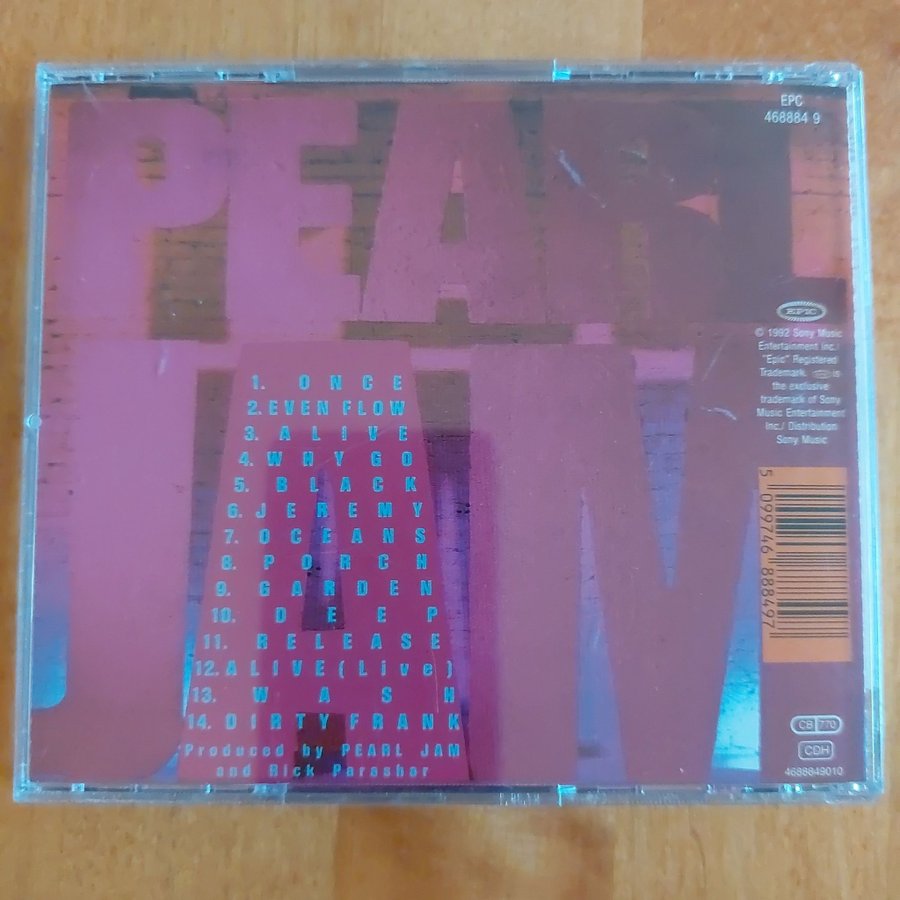 PEARL
JAM
EPC
468884 9
EPIC
© 1992 Sony Music
Entertainment Inc./
"Epic" Registered
Trademark. is
the exclusive
trademark of Sony
Music Entertainment
Inc./ Distribution
Sony Music
1. ONCE
2. EVEN FLOW
3. ALIVE
4. WHY GO
5. BLACK
6. JEREMY
7. OCEANS
8. PORCH
9. GARDEN
10. DEEP
11. RELEASE
12. ALIVE (Live)
13. WASH
14. DIRTY FRANK
Produced by PEARL JAM
and Rick Parashar
5 099746 888497
CB 770
CDH
4688849010